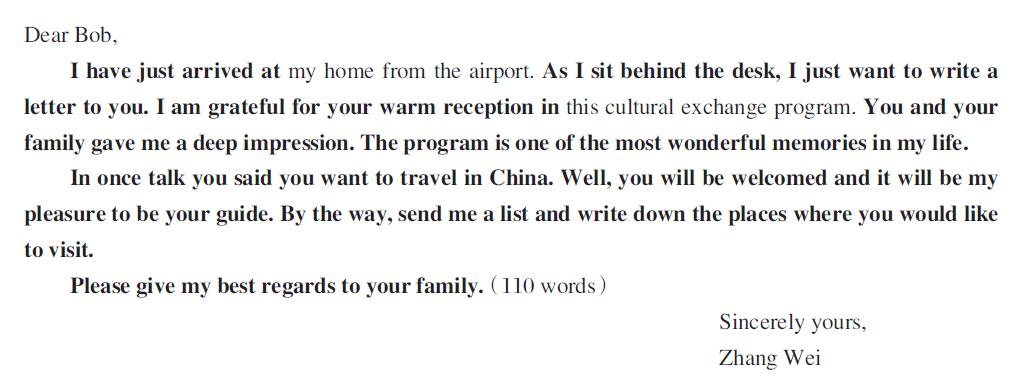 Dear Bob,
I have just arrived at my home from the airport. As I sit behind the desk, I just want to write a
letter to you. I am grateful for your warm reception in this cultural exchange program. You and your
family gave me a deep impression. The program is one of the most wonderful memories in my life.
In once talk you said you want to travel in China. Well, you will be welcomed and it will be my
pleasure to be your guide. By the way, send me a list and write down the places where you would like
to visit.
Please give my best regards to your family.（110 words）
Sincerely yours,
Zhang Wei